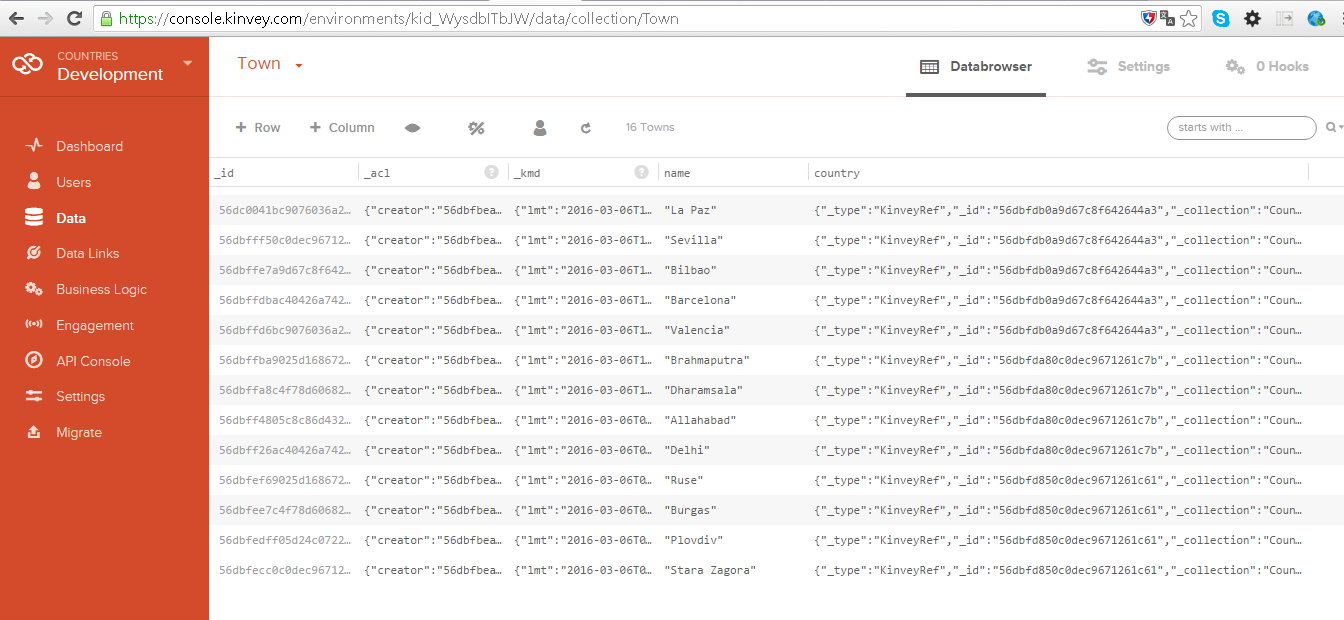 https://console.kinvey.com/environments/kid_WysdblTbJW/data/collection/Town
COUNTRIES
Development
Town
Databrowser
Settings
0 Hooks
+ Row
+ Column
16 Towns
starts with ...
Dashboard
Users
Data
Data Links
Business Logic
Engagement
API Console
Settings
Migrate
_id _acl ? _kmd ? name country
56dc0041bc9076036a2… {"creator":"56dbfbea… {"lmt":"2016-03-06T1… "La Paz" {"_type":"KinveyRef","_id":"56dbfdb0a9d67c8f642644a3","_collection":"Coun…
56dbfff50c0dec96712… {"creator":"56dbfbea… {"lmt":"2016-03-06T1… "Sevilla" {"_type":"KinveyRef","_id":"56dbfdb0a9d67c8f642644a3","_collection":"Coun…
56dbffe7a9d67c8f642… {"creator":"56dbfbea… {"lmt":"2016-03-06T1… "Bilbao" {"_type":"KinveyRef","_id":"56dbfdb0a9d67c8f642644a3","_collection":"Coun…
56dbffdbac40426a742… {"creator":"56dbfbea… {"lmt":"2016-03-06T1… "Barcelona" {"_type":"KinveyRef","_id":"56dbfdb0a9d67c8f642644a3","_collection":"Coun…
56dbffd6bc9076036a2… {"creator":"56dbfbea… {"lmt":"2016-03-06T1… "Valencia" {"_type":"KinveyRef","_id":"56dbfdb0a9d67c8f642644a3","_collection":"Coun…
56dbffba9025d168672… {"creator":"56dbfbea… {"lmt":"2016-03-06T1… "Brahmaputra" {"_type":"KinveyRef","_id":"56dbfda80c0dec9671261c7b","_collection":"Coun…
56dbffa8c4f78d60682… {"creator":"56dbfbea… {"lmt":"2016-03-06T1… "Dharamsala" {"_type":"KinveyRef","_id":"56dbfda80c0dec9671261c7b","_collection":"Coun…
56dbff4805c8c86d432… {"creator":"56dbfbea… {"lmt":"2016-03-06T0… "Allahabad" {"_type":"KinveyRef","_id":"56dbfda80c0dec9671261c7b","_collection":"Coun…
56dbff26ac40426a742… {"creator":"56dbfbea… {"lmt":"2016-03-06T0… "Delhi" {"_type":"KinveyRef","_id":"56dbfda80c0dec9671261c7b","_collection":"Coun…
56dbfef69025d168672… {"creator":"56dbfbea… {"lmt":"2016-03-06T0… "Ruse" {"_type":"KinveyRef","_id":"56dbfd850c0dec9671261c61","_collection":"Coun…
56dbfee7c4f78d60682… {"creator":"56dbfbea… {"lmt":"2016-03-06T0… "Burgas" {"_type":"KinveyRef","_id":"56dbfd850c0dec9671261c61","_collection":"Coun…
56dbfedff05d24c0722… {"creator":"56dbfbea… {"lmt":"2016-03-06T0… "Plovdiv" {"_type":"KinveyRef","_id":"56dbfd850c0dec9671261c61","_collection":"Coun…
56dbfecc0c0dec96712… {"creator":"56dbfbea… {"lmt":"2016-03-06T0… "Stara Zagora" {"_type":"KinveyRef","_id":"56dbfd850c0dec9671261c61","_collection":"Coun…